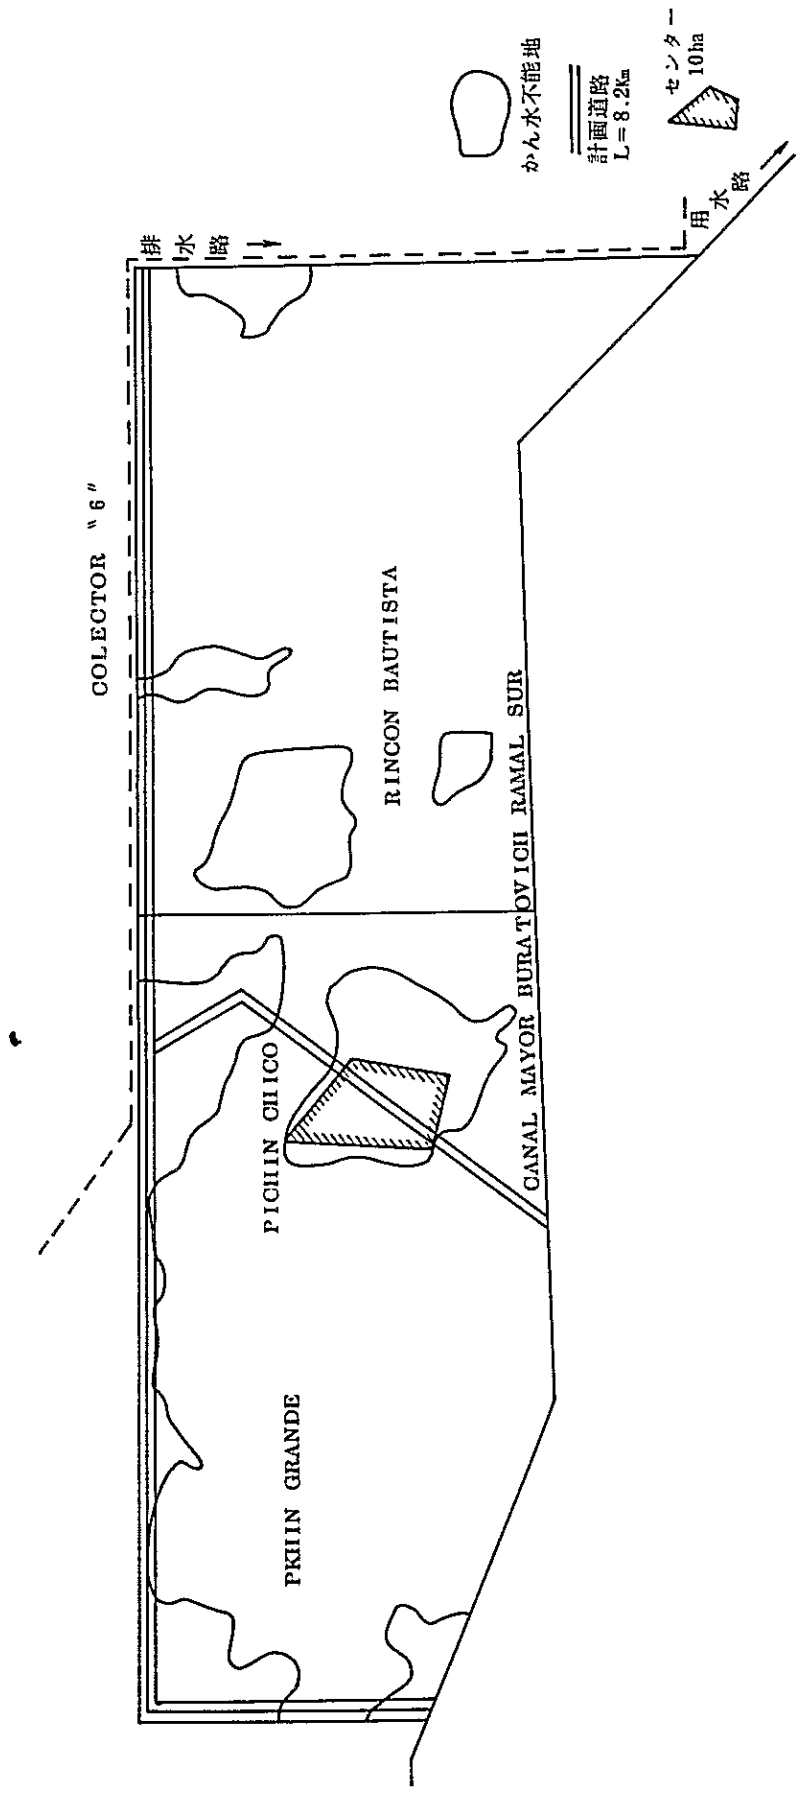 COLECTOR "6"
排水路
RINCON BAUTISTA
PICHIN CHICO
PKHIN GRANDE
CANAL MAYOR BURATOVICH RAMAL SUR
用水路
かん水不能地
計画道路
L=8.2Km
センター
10ha